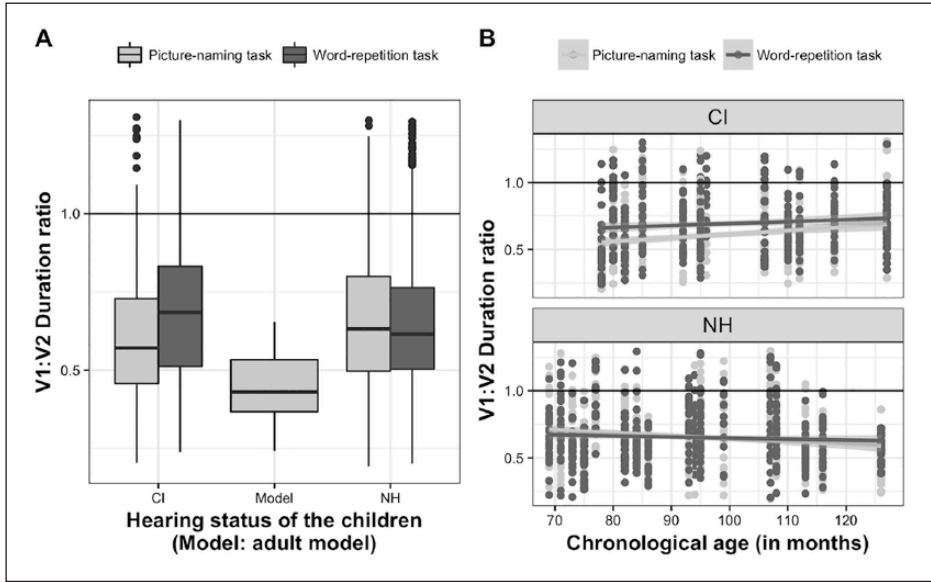 A
Picture-naming task Word-repetition task
V1:V2 Duration ratio
1.0
0.5
CI Model NH
Hearing status of the children
(Model: adult model)
B
Picture-naming task Word-repetition task
V1:V2 Duration ratio
CI
1.0
0.5
NH
1.0
0.5
70 80 90 100 110 120
Chronological age (in months)